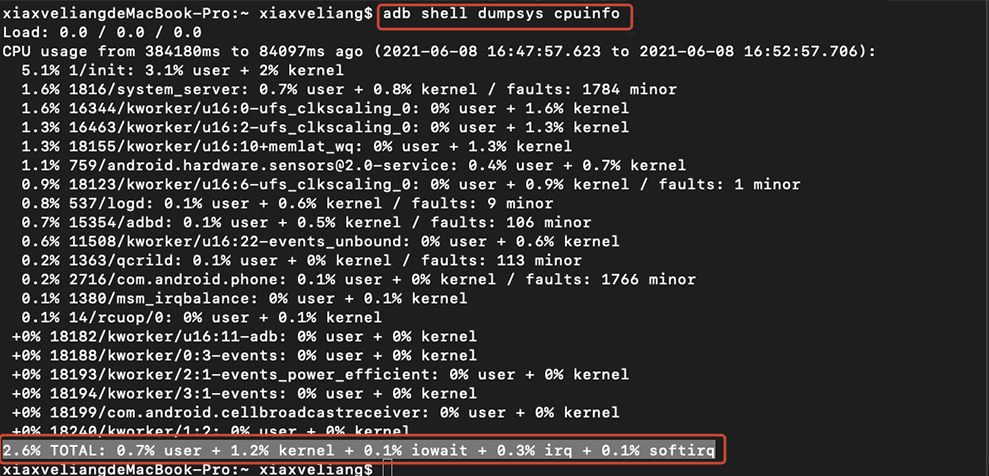 xiaxveliangdeMacBook-Pro:~ xiaxveliang$ adb shell dumpsys cpuinfo
Load: 0.0 / 0.0 / 0.0
CPU usage from 384180ms to 84097ms ago (2021-06-08 16:47:57.623 to 2021-06-08 16:52:57.706):
  5.1% 1/init: 3.1% user + 2% kernel
  1.6% 1816/system_server: 0.7% user + 0.8% kernel / faults: 1784 minor
  1.6% 16344/kworker/u16:0-ufs_clkscaling_0: 0% user + 1.6% kernel
  1.3% 16463/kworker/u16:2-ufs_clkscaling_0: 0% user + 1.3% kernel
  1.3% 18155/kworker/u16:10+memlat_wq: 0% user + 1.3% kernel
  1.1% 759/android.hardware.sensors@2.0-service: 0.4% user + 0.7% kernel
  0.9% 18123/kworker/u16:6-ufs_clkscaling_0: 0% user + 0.9% kernel / faults: 1 minor
  0.8% 537/logd: 0.1% user + 0.6% kernel / faults: 9 minor
  0.7% 15354/adbd: 0.1% user + 0.5% kernel / faults: 106 minor
  0.6% 11508/kworker/u16:22-events_unbound: 0% user + 0.6% kernel
  0.2% 1363/qcrild: 0.1% user + 0% kernel / faults: 113 minor
  0.2% 2716/com.android.phone: 0.1% user + 0% kernel / faults: 1766 minor
  0.1% 1380/msm_irqbalance: 0% user + 0.1% kernel
  0.1% 14/rcuop/0: 0% user + 0.1% kernel
 +0% 18182/kworker/u16:11-adb: 0% user + 0% kernel
 +0% 18188/kworker/0:3-events: 0% user + 0% kernel
 +0% 18193/kworker/2:1-events_power_efficient: 0% user + 0% kernel
 +0% 18194/kworker/3:1-events: 0% user + 0% kernel
 +0% 18199/com.android.cellbroadcastreceiver: 0% user + 0% kernel
 +0% 18240/kworker/1:2: 0% user + 0% kernel
2.6% TOTAL: 0.7% user + 1.2% kernel + 0.1% iowait + 0.3% irq + 0.1% softirq
xiaxveliangdeMacBook-Pro:~ xiaxveliang$